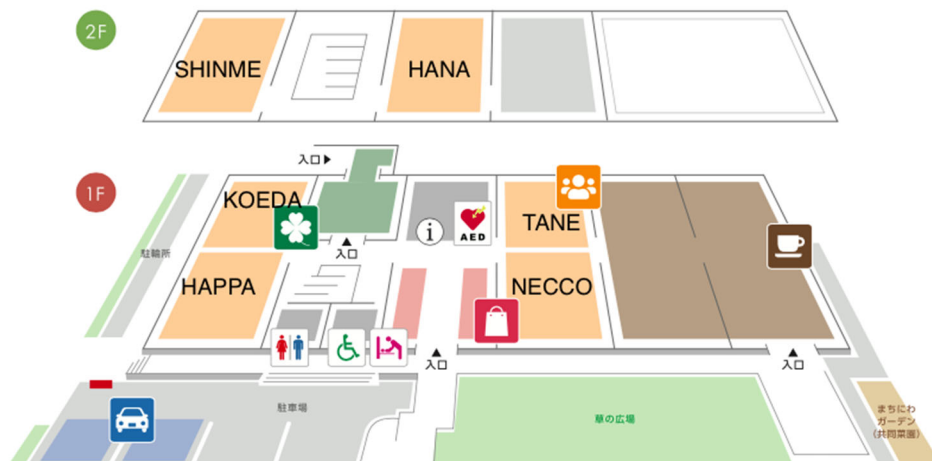 2F
SHINME
HANA
入口▶
1F
KOEDA
TANE
i
AED
駐輪所
▲
入口
HAPPA
NECCO
▲
入口
▲
入口
駐車場
草の広場
まちにわ
ガーデン
(共同菜園)